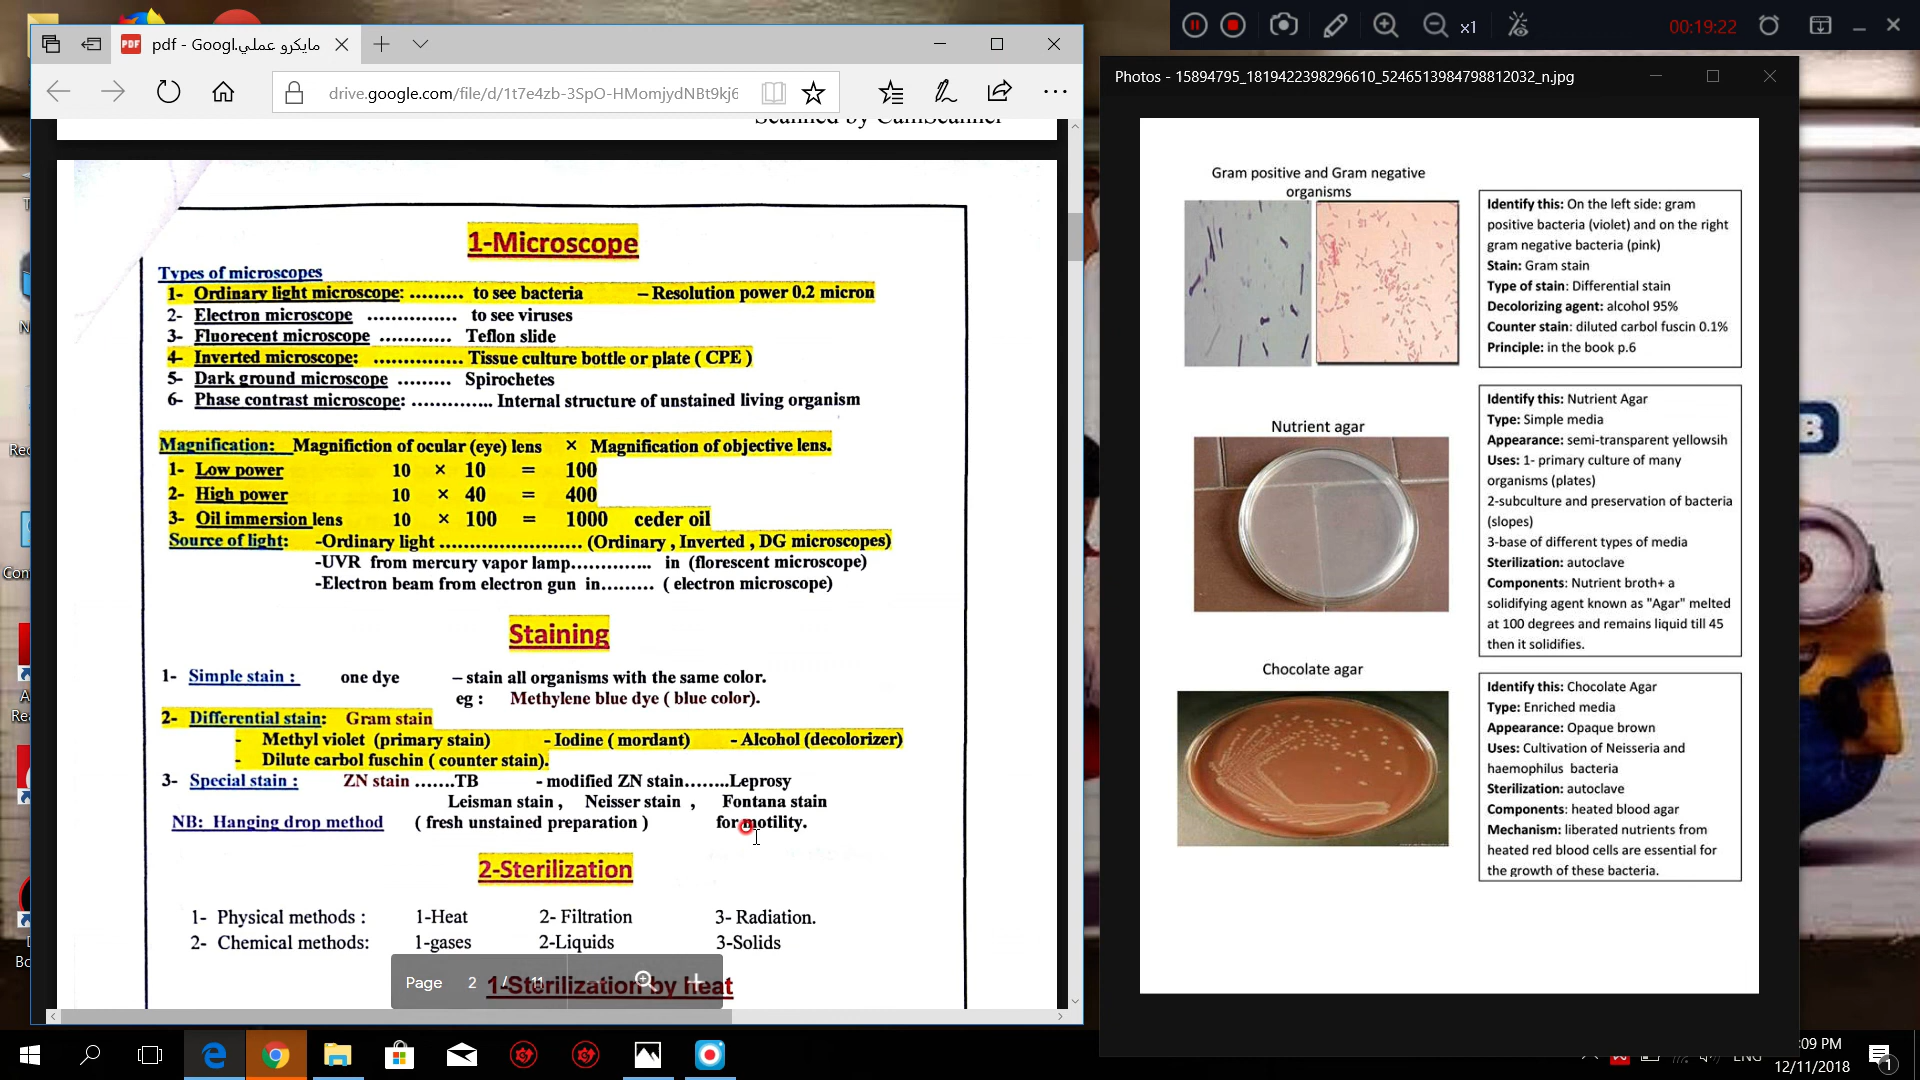 مايكرو عملي.pdf - Googl
drive.google.com/file/d/1t7e4zb-3SpO-HMomjydNBt9kj6
x1
00:19:22
Scanned by CamScanner
1-Microscope
Types of microscopes
1- Ordinary light microscope: ......... to see bacteria – Resolution power 0.2 micron
2- Electron microscope ............... to see viruses
3- Fluorecent microscope ............ Teflon slide
4- Inverted microscope: .............. Tissue culture bottle or plate ( CPE )
5- Dark ground microscope ......... Spirochetes
6- Phase contrast microscope: .............. Internal structure of unstained living organism
Magnification: Magnifiction of ocular (eye) lens × Magnification of objective lens.
1- Low power 10 × 10 = 100
2- High power 10 × 40 = 400
3- Oil immersion lens 10 × 100 = 1000 ceder oil
Source of light: -Ordinary light ........................ (Ordinary , Inverted , DG microscopes)
-UVR from mercury vapor lamp.............. in (florescent microscope)
-Electron beam from electron gun in......... ( electron microscope)
Staining
1- Simple stain : one dye – stain all organisms with the same color.
eg : Methylene blue dye ( blue color).
2- Differential stain: Gram stain
- Methyl violet (primary stain) - Iodine ( mordant) - Alcohol (decolorizer)
- Dilute carbol fuschin ( counter stain).
3- Special stain : ZN stain .......TB - modified ZN stain........Leprosy
Leisman stain , Neisser stain , Fontana stain
NB: Hanging drop method ( fresh unstained preparation ) for motility.
2-Sterilization
1- Physical methods : 1-Heat 2- Filtration 3- Radiation.
2- Chemical methods: 1-gases 2-Liquids 3-Solids
1-Sterilization by heat
Page 2 / 11
Photos - 15894795_1819422398296610_5246513984798812032_n.jpg
Gram positive and Gram negative
organisms
Identify this: On the left side: gram
positive bacteria (violet) and on the right
gram negative bacteria (pink)
Stain: Gram stain
Type of stain: Differential stain
Decolorizing agent: alcohol 95%
Counter stain: diluted carbol fuscin 0.1%
Principle: in the book p.6
Nutrient agar
Identify this: Nutrient Agar
Type: Simple media
Appearance: semi-transparent yellowsih
Uses: 1- primary culture of many
organisms (plates)
2-subculture and preservation of bacteria
(slopes)
3-base of different types of media
Sterilization: autoclave
Components: Nutrient broth+ a
solidifying agent known as "Agar" melted
at 100 degrees and remains liquid till 45
then it solidifies.
Chocolate agar
Identify this: Chocolate Agar
Type: Enriched media
Appearance: Opaque brown
Uses: Cultivation of Neisseria and
haemophilus bacteria
Sterilization: autoclave
Components: heated blood agar
Mechanism: liberated nutrients from
heated red blood cells are essential for
the growth of these bacteria.
ENG
:09 PM
12/11/2018
1